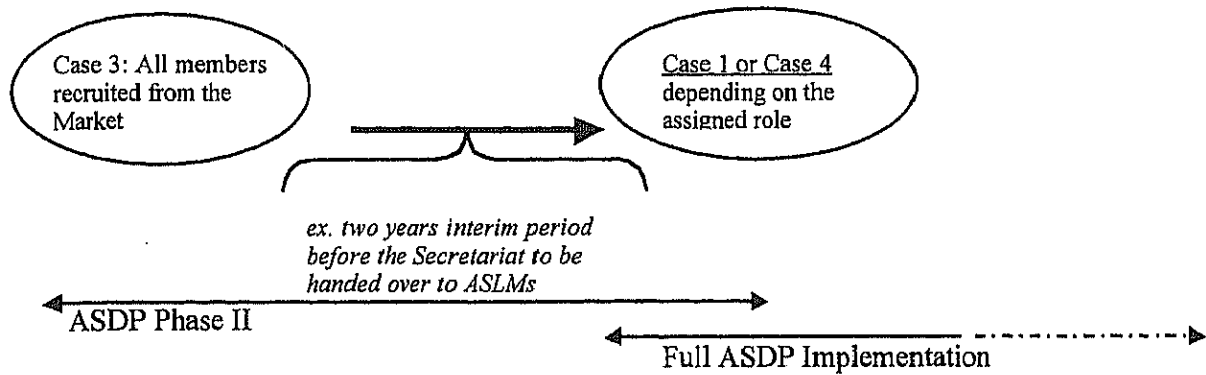 Case 3: All members
recruited from the
Market
Case 1 or Case 4
depending on the
assigned role
ex. two years interim period
before the Secretariat to be
handed over to ASLMs
ASDP Phase II
Full ASDP Implementation